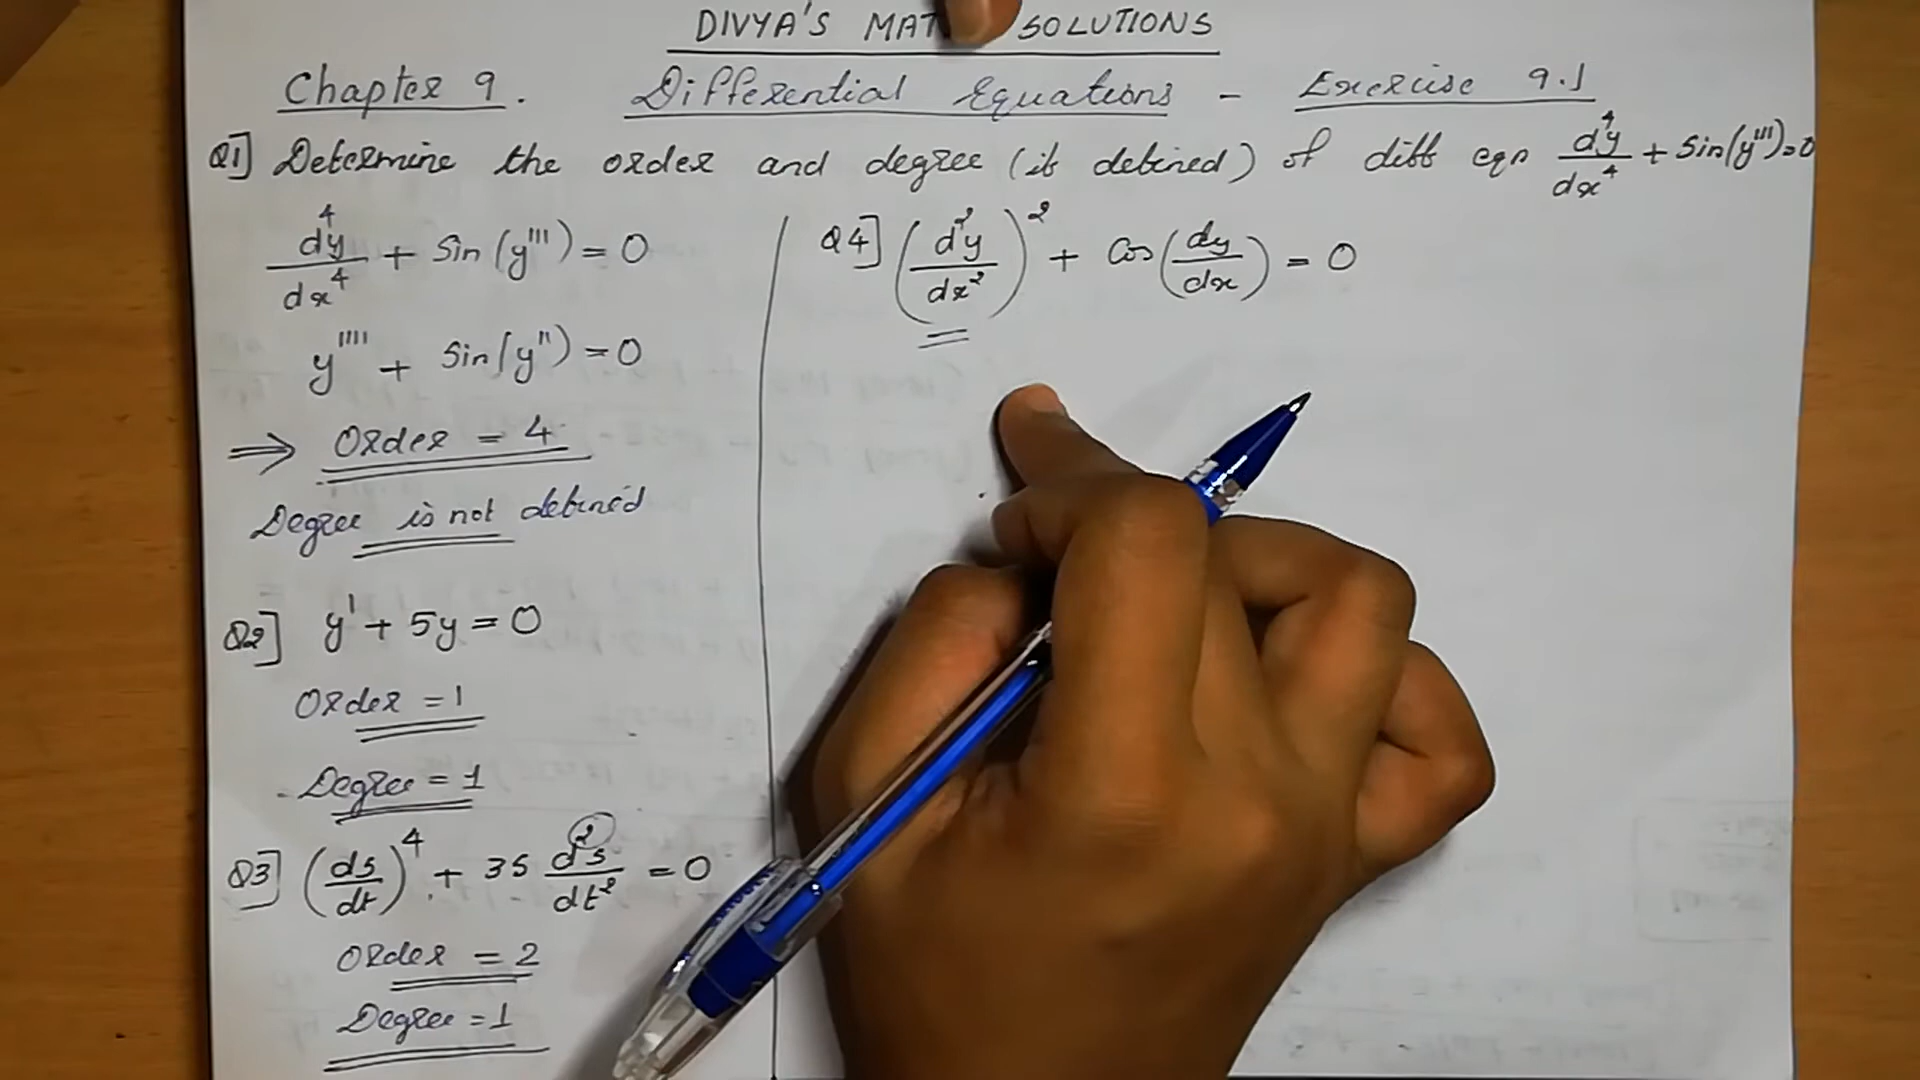 DIVYA'S MAT SOLUTIONS
Chapter 9. Differential Equations - Exercise 9.1
Q1] Determine the order and degree (if defined) of diff eqn d⁴y/dx⁴ + Sin(y''')=0
d⁴y/dx⁴ + Sin(y''')=0
y'''' + Sin(y'')=0
⇒ Order = 4
Degree is not defined
Q2] y' + 5y = 0
Order = 1
Degree = 1
Q3] (ds/dt)⁴ + 3S d²s/dt² = 0
Order = 2
Degree = 1
Q4] (d²y/dx²)² + Cos(dy/dx) = 0